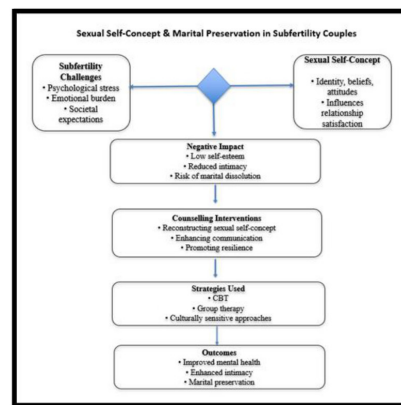 Sexual Self-Concept & Marital Preservation in Subfertility Couples
Subfertility
Challenges
• Psychological stress
• Emotional burden
• Societal
expectations
Sexual Self-Concept
• Identity, beliefs,
attitudes
• Influences
relationship
satisfaction
Negative Impact
• Low self-esteem
• Reduced intimacy
• Risk of marital dissolution
Counselling Interventions
• Reconstructing sexual self-concept
• Enhancing communication
• Promoting resilience
Strategies Used
• CBT
• Group therapy
• Culturally sensitive approaches
Outcomes
• Improved mental health
• Enhanced intimacy
• Marital preservation